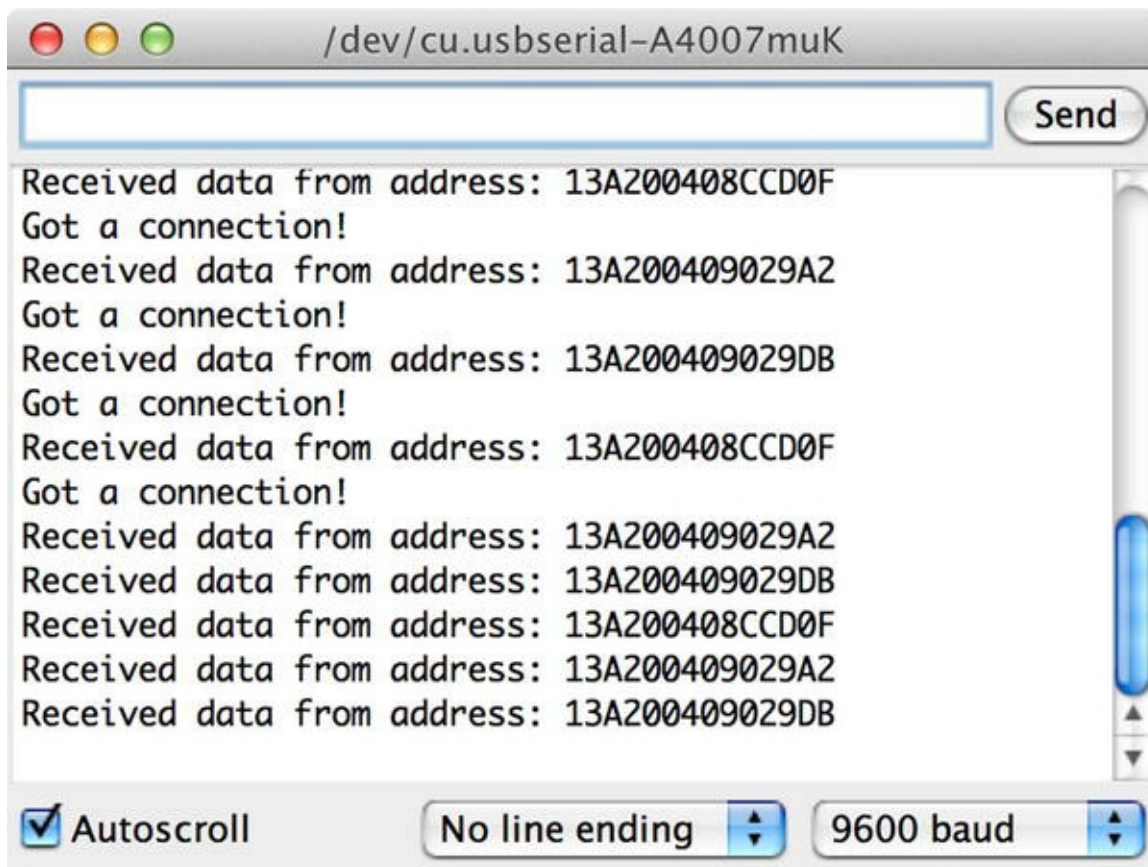 /dev/cu.usbserial-A4007muK
Send
Received data from address: 13A200408CCD0F
Got a connection!
Received data from address: 13A200409029A2
Got a connection!
Received data from address: 13A200409029DB
Got a connection!
Received data from address: 13A200408CCD0F
Got a connection!
Received data from address: 13A200409029A2
Received data from address: 13A200409029DB
Received data from address: 13A200408CCD0F
Received data from address: 13A200409029A2
Received data from address: 13A200409029DB
Autoscroll No line ending 9600 baud